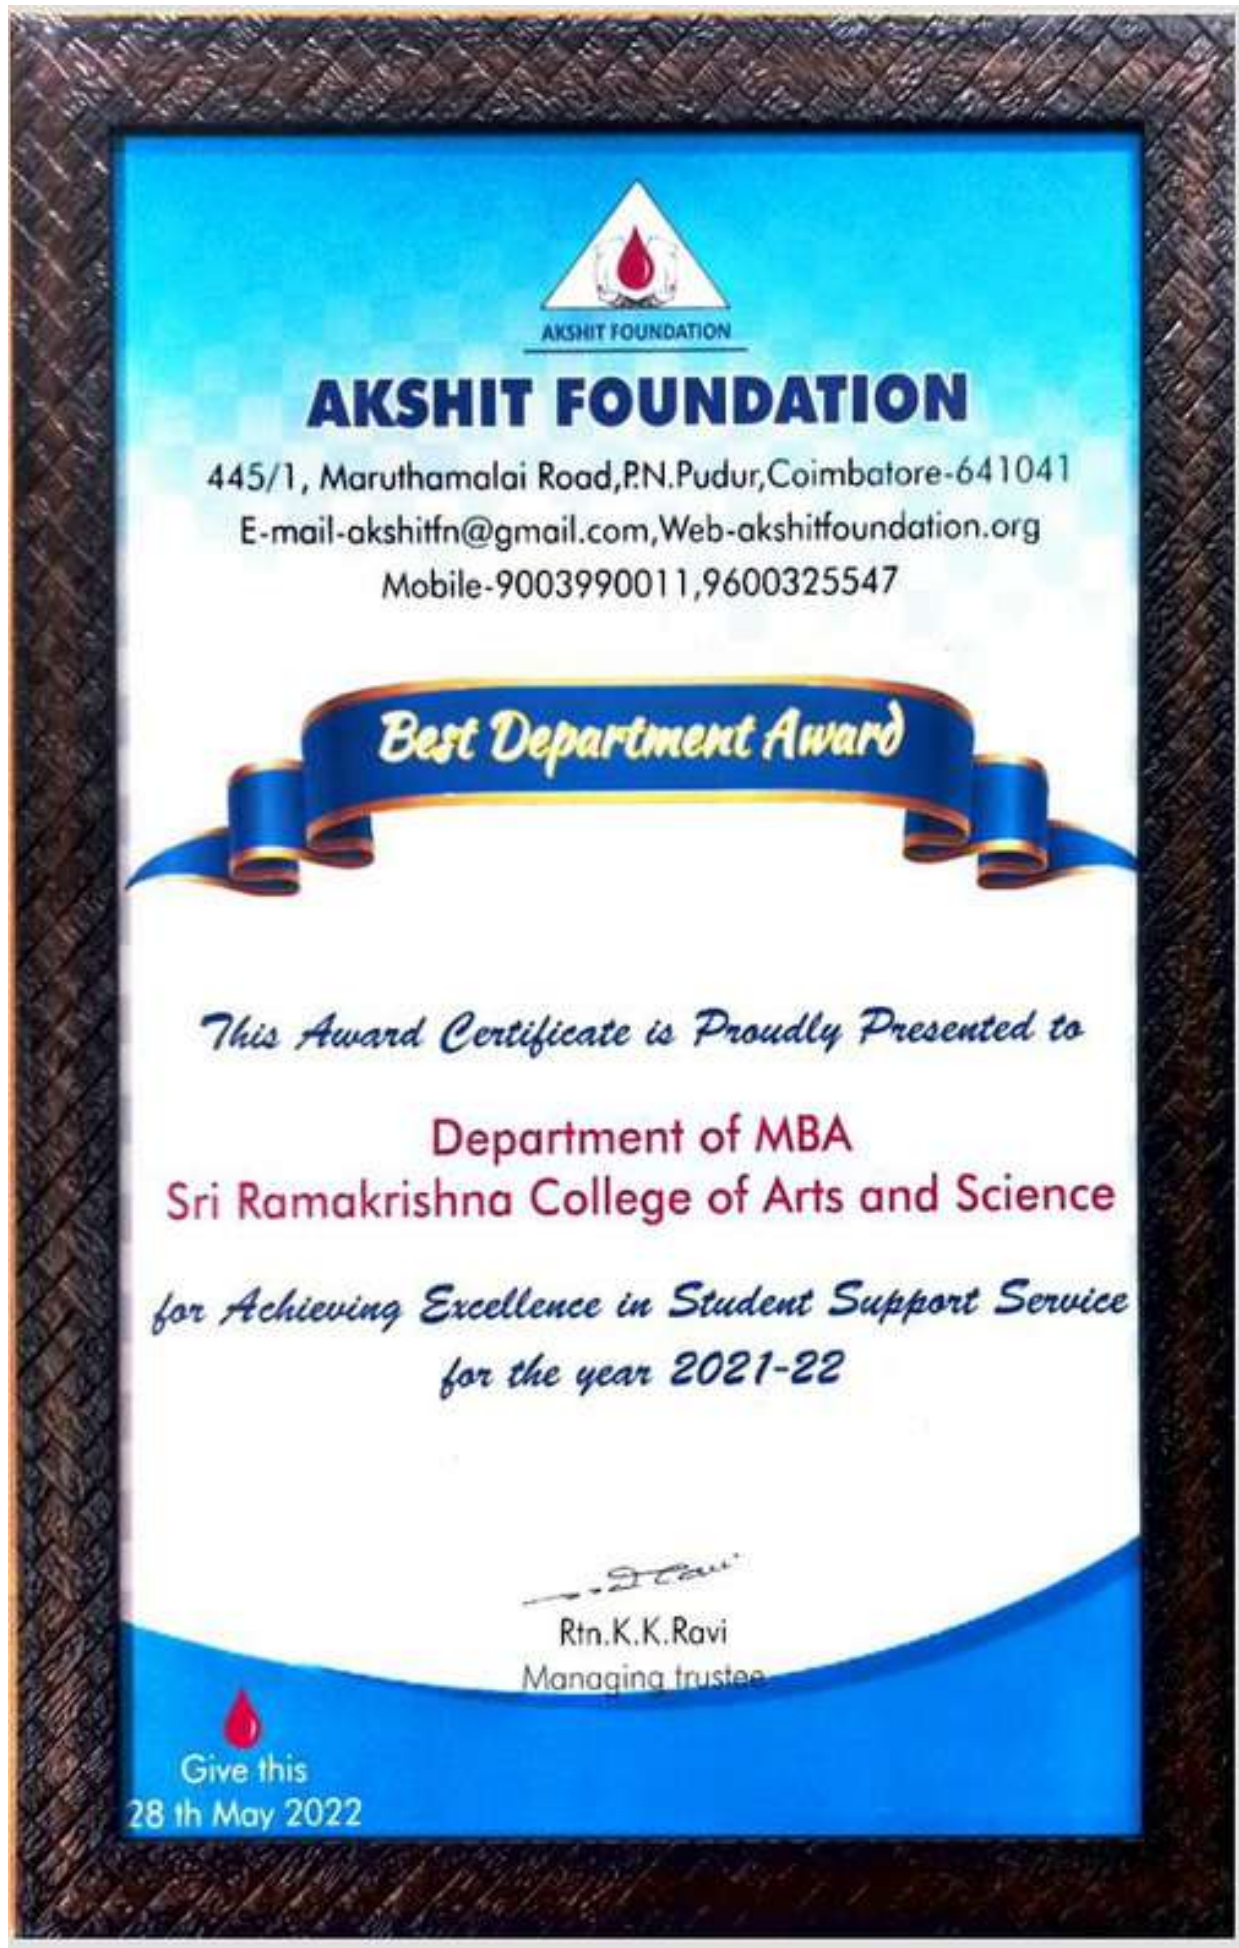 AKSHIT FOUNDATION
AKSHIT FOUNDATION
445/1, Maruthamalai Road,P.N.Pudur,Coimbatore-641041
E-mail-akshitfn@gmail.com,Web-akshitfoundation.org
Mobile-9003990011,9600325547
Best Department Award
This Award Certificate is Proudly Presented to
Department of MBA
Sri Ramakrishna College of Arts and Science
for Achieving Excellence in Student Support Service
for the year 2021-22
Rtn.K.K.Ravi
Managing trustee
Give this
28 th May 2022